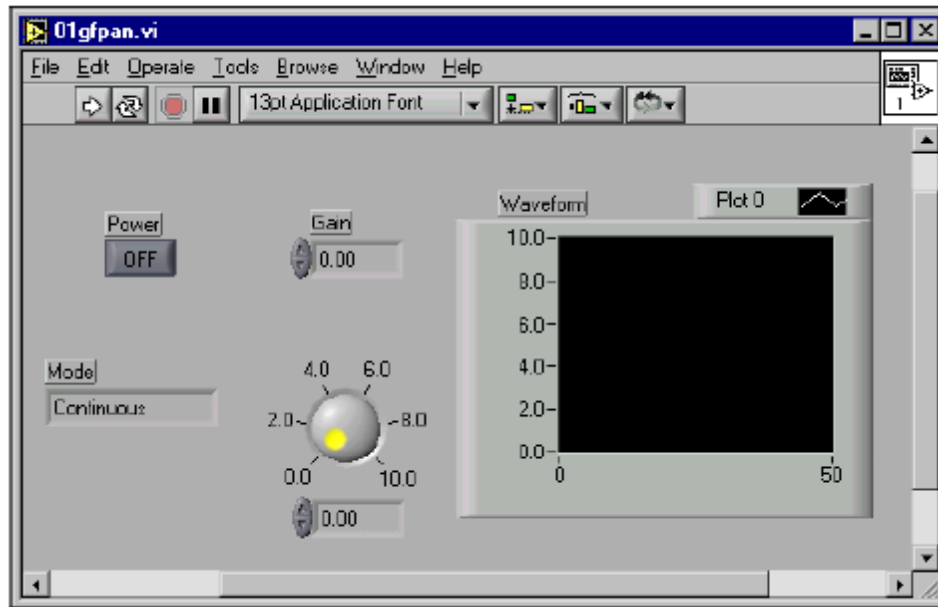 01gfpan.vi
File Edit Operate Tools Browse Window Help
13pt Application Font
1
Power
OFF
Gain
0.00
Mode
Continuous
4.0 6.0
2.0 8.0
0.0 10.0
0.00
Waveform
Plot 0
10.0
8.0
6.0
4.0
2.0
0.0
0 50